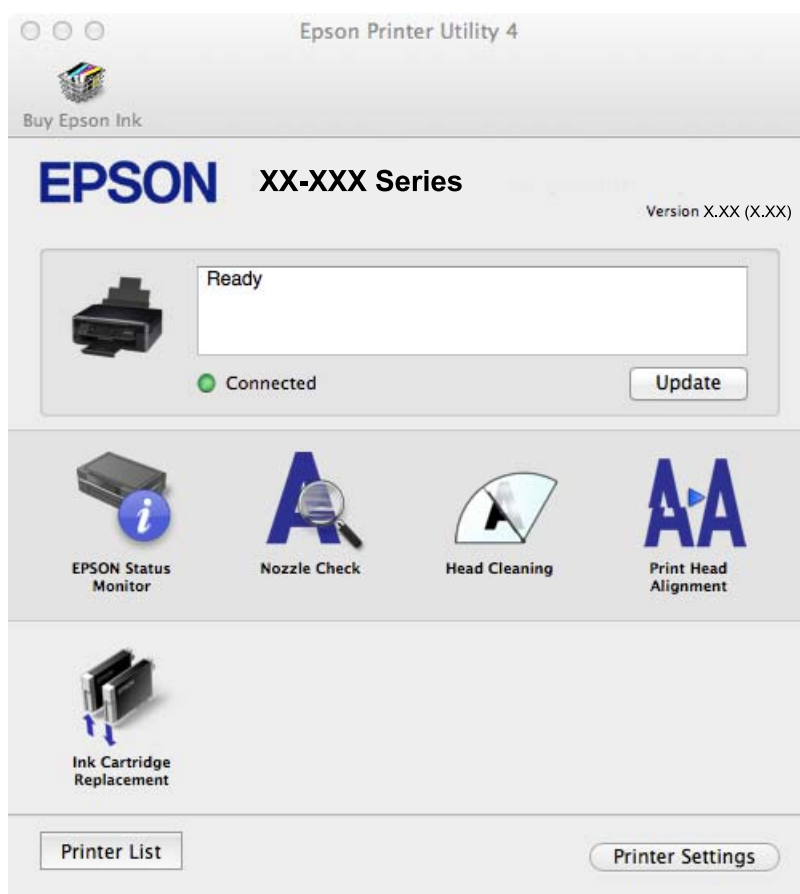 Epson Printer Utility 4
Buy Epson Ink
EPSON XX-XXX Series
Version X.XX (X.XX)
Ready
Connected
Update
EPSON Status
Monitor
Nozzle Check
Head Cleaning
Print Head
Alignment
Ink Cartridge
Replacement
Printer List
Printer Settings